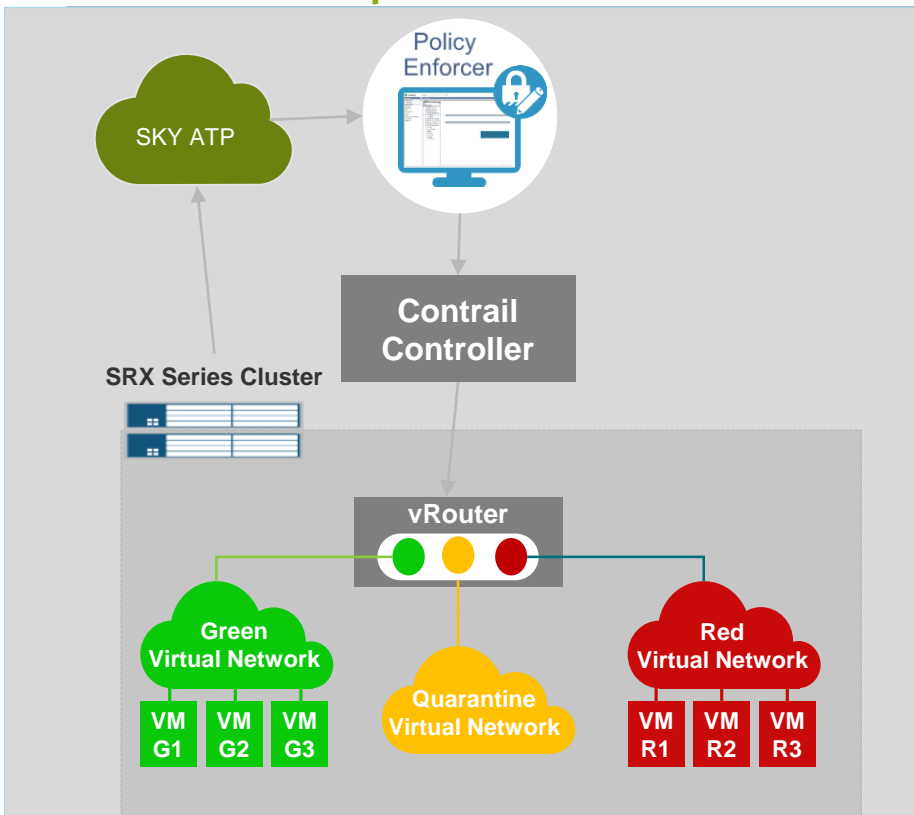 Policy
Enforcer
SKY ATP
Contrail
Controller
SRX Series Cluster
vRouter
Green
Virtual Network
Red
Virtual Network
Quarantine
Virtual Network
VM
G1
VM
G2
VM
G3
VM
R1
VM
R2
VM
R3